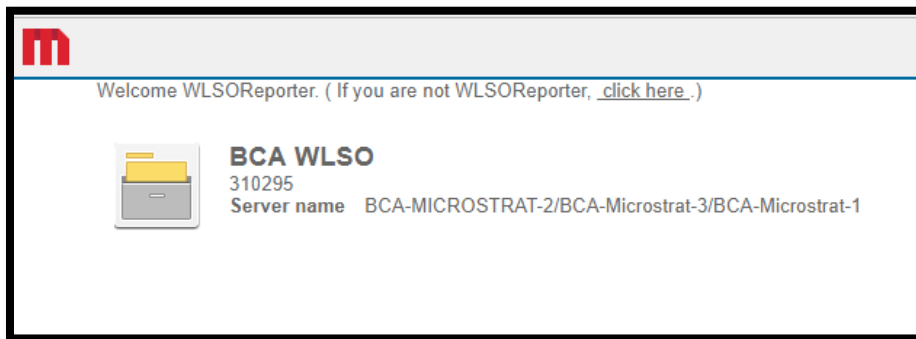 Welcome WLSOReporter. ( If you are not WLSOReporter, click here .)
BCA WLSO
310295
Server name BCA-MICROSTRAT-2/BCA-Microstrat-3/BCA-Microstrat-1